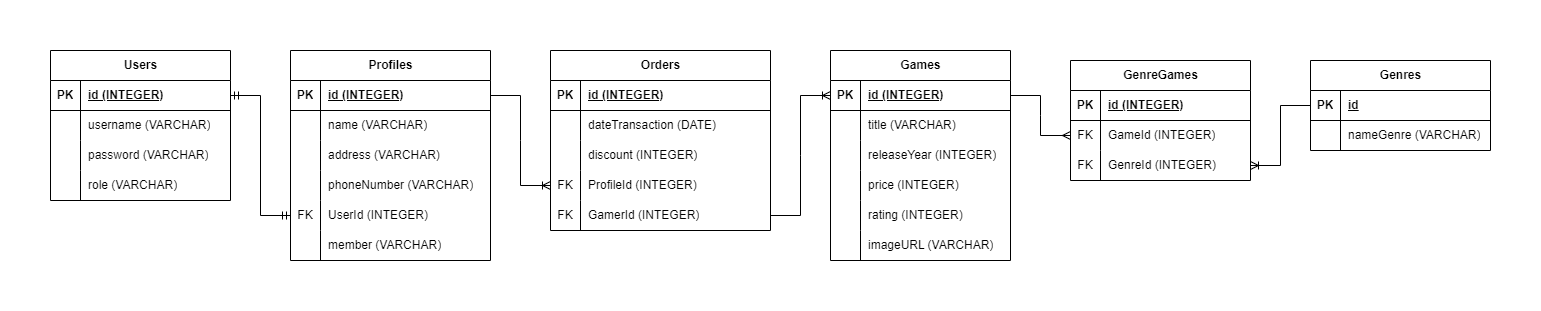 Users
PK id (INTEGER)
username (VARCHAR)
password (VARCHAR)
role (VARCHAR)
Profiles
PK id (INTEGER)
name (VARCHAR)
address (VARCHAR)
phoneNumber (VARCHAR)
FK UserId (INTEGER)
member (VARCHAR)
Orders
PK id (INTEGER)
dateTransaction (DATE)
discount (INTEGER)
FK ProfileId (INTEGER)
FK GamerId (INTEGER)
Games
PK id (INTEGER)
title (VARCHAR)
releaseYear (INTEGER)
price (INTEGER)
rating (INTEGER)
imageURL (VARCHAR)
GenreGames
PK id (INTEGER)
FK GameId (INTEGER)
FK GenreId (INTEGER)
Genres
PK id
nameGenre (VARCHAR)